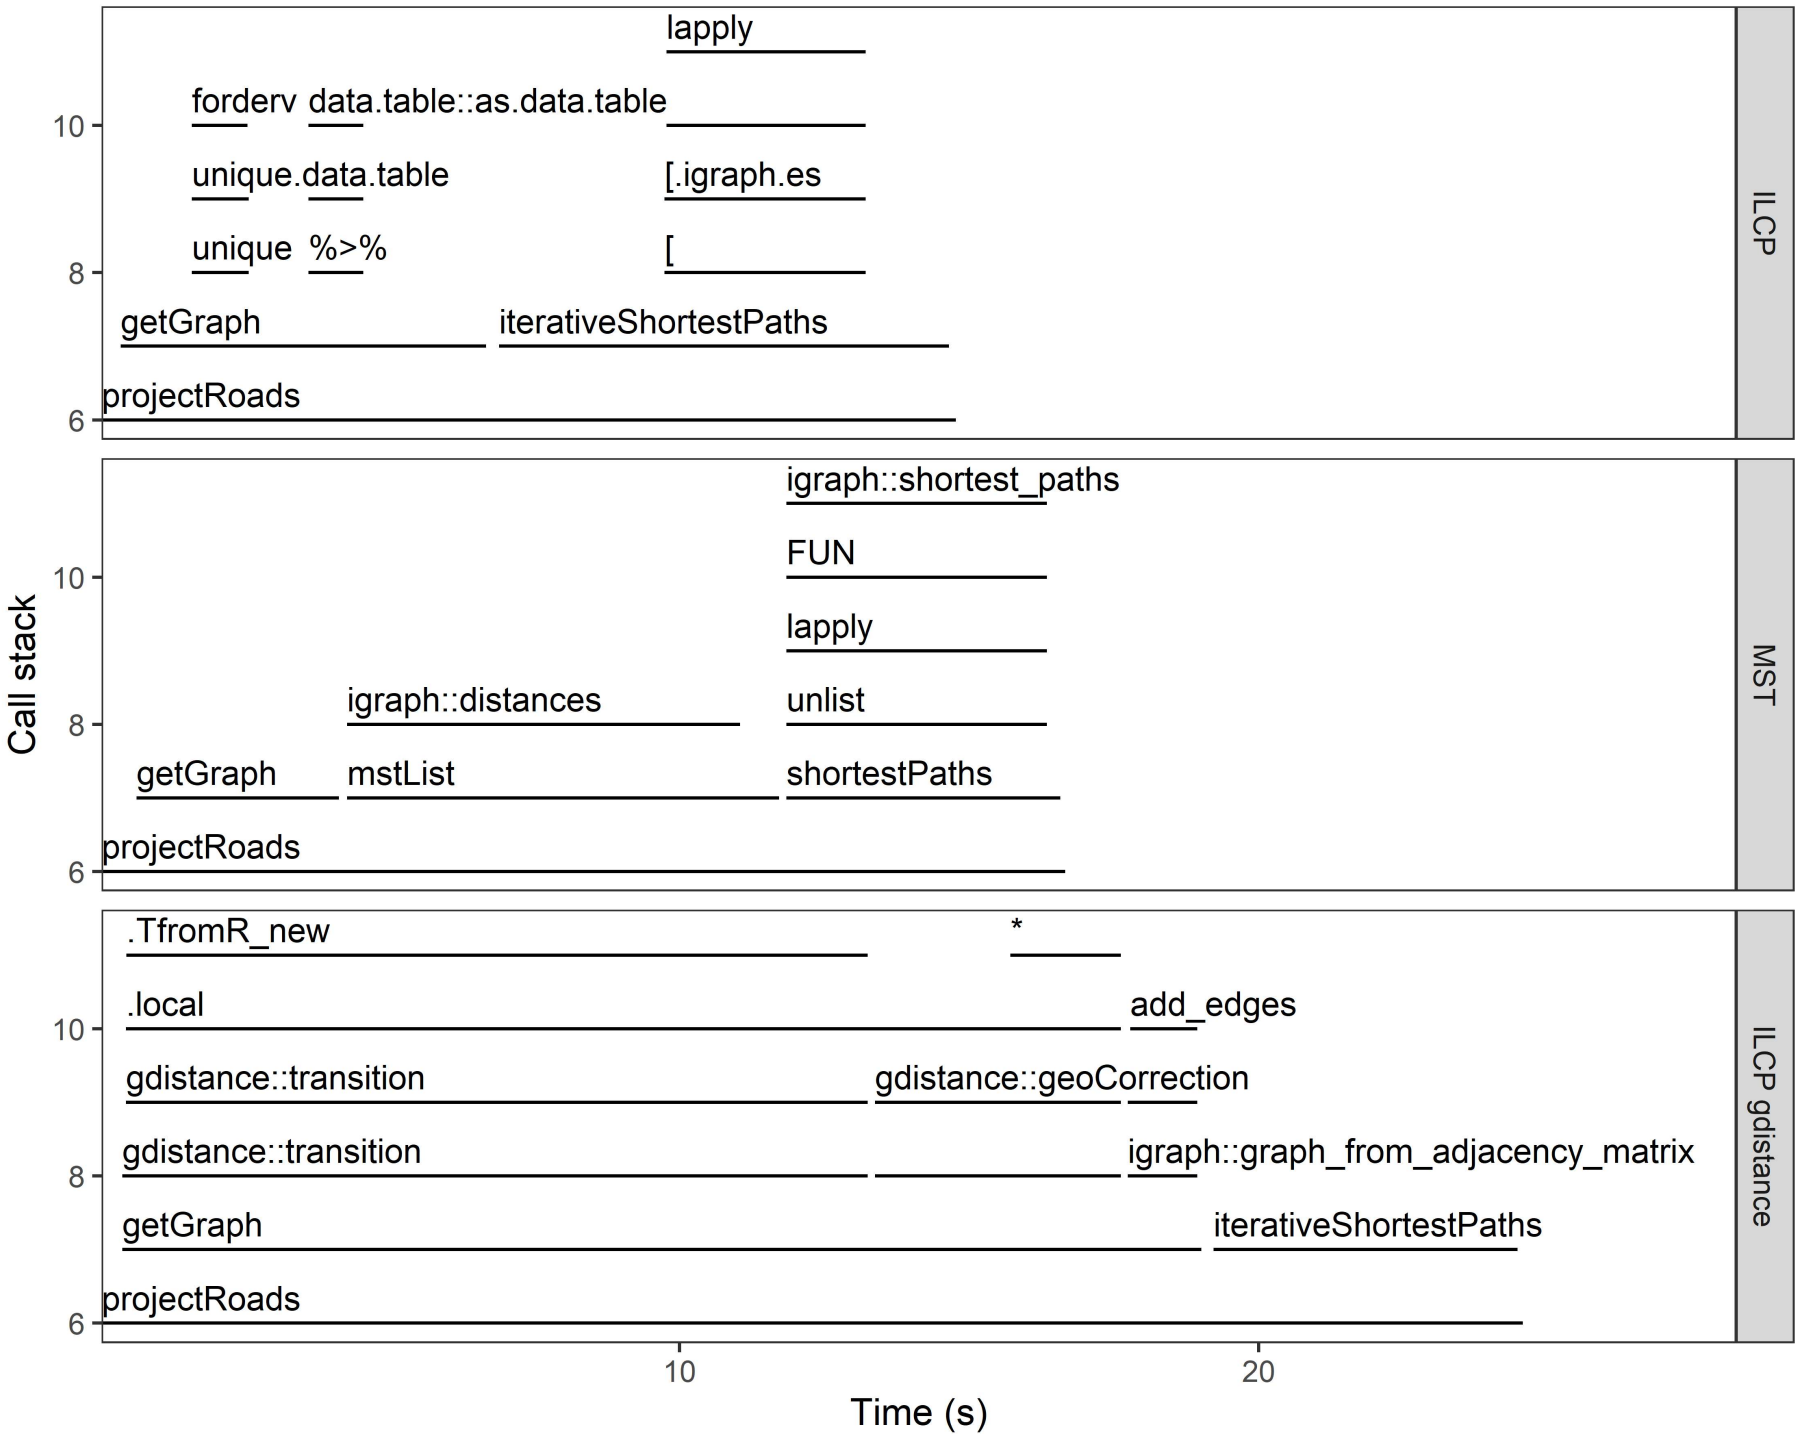 lapply
10
forderv data.table::as.data.table
unique.data.table [.igraph.es
8
unique %>% [
getGraph iterativeShortestPaths
6
projectRoads
ILCP
Call stack
igraph::shortest_paths
10
FUN
lapply
8
igraph::distances unlist
getGraph mstList shortestPaths
6
projectRoads
MST
.TfromR_new *
10
.local add_edges
gdistance::transition gdistance::geoCorrection
8
gdistance::transition igraph::graph_from_adjacency_matrix
getGraph iterativeShortestPaths
6
projectRoads
ILCP gdistance
10 20
Time (s)